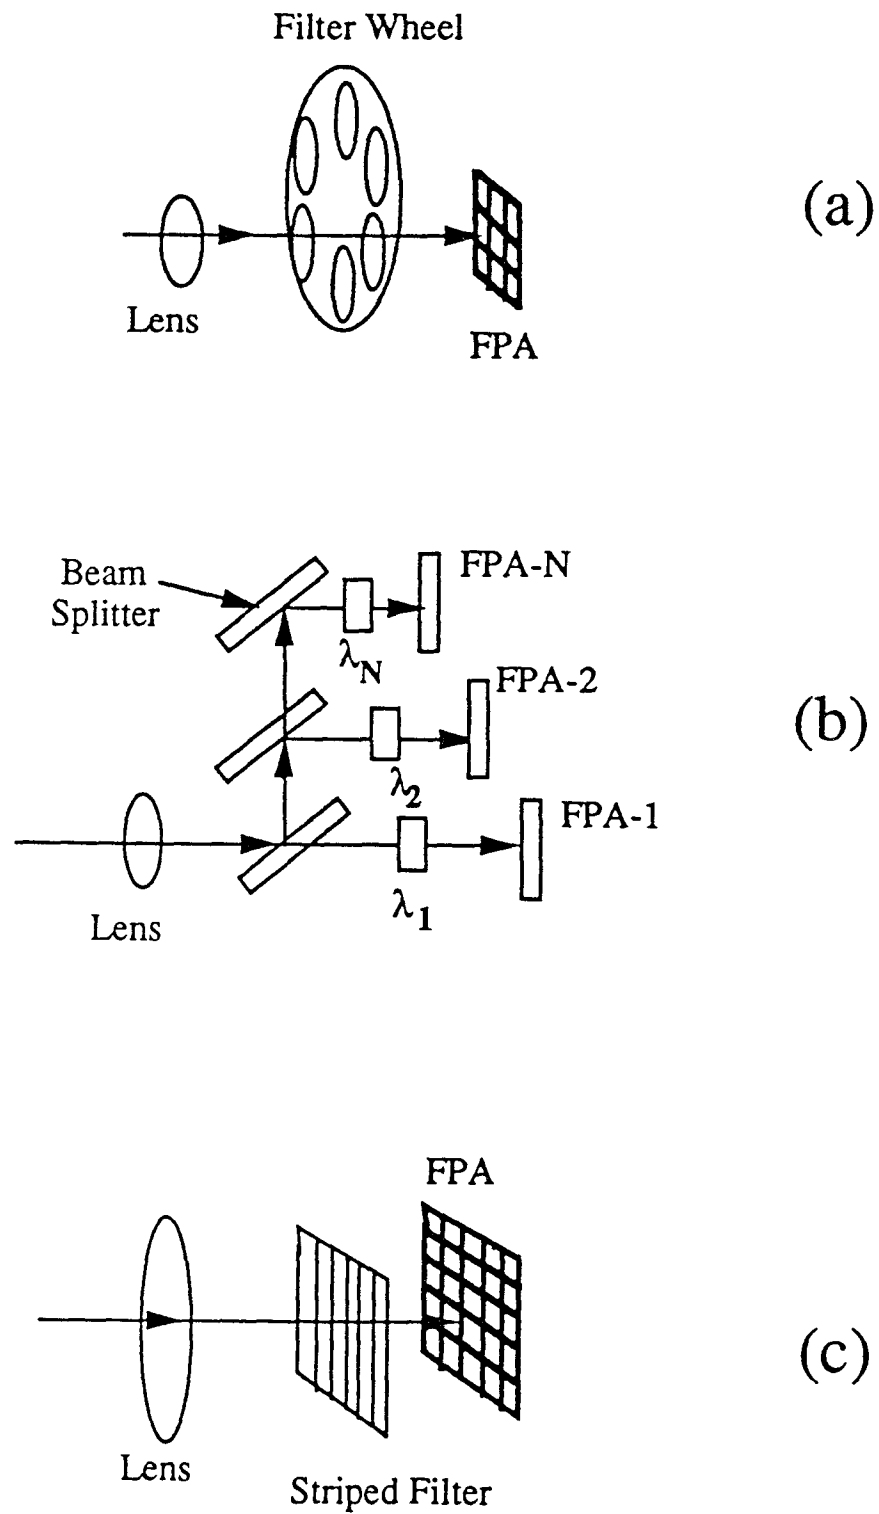 Filter Wheel
(a)
Lens
FPA
Beam
Splitter
FPA-N
λN
FPA-2
(b)
λ2
FPA-1
λ1
Lens
FPA
(c)
Lens
Striped Filter